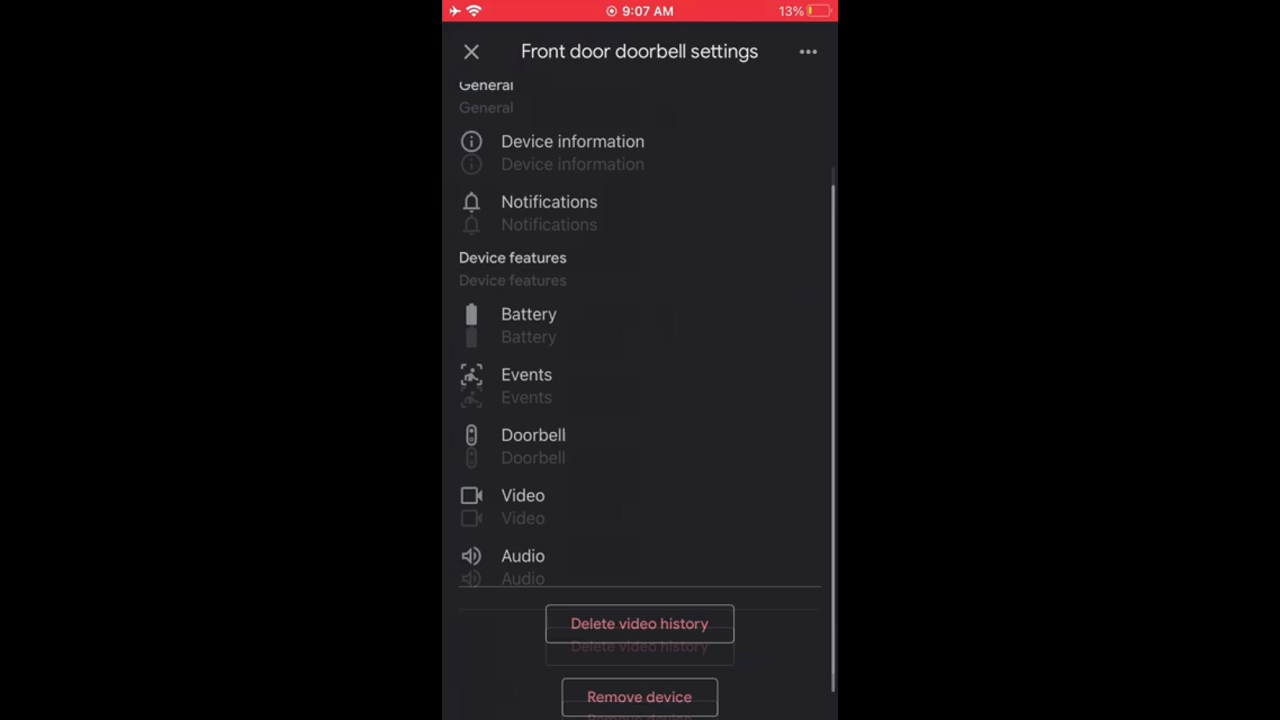 9:07 AM
13%
Front door doorbell settings
General
General
Device information
Device information
Notifications
Notifications
Device features
Device features
Battery
Battery
Events
Events
Doorbell
Doorbell
Video
Video
Audio
Audio
Delete video history
Delete video history
Remove device